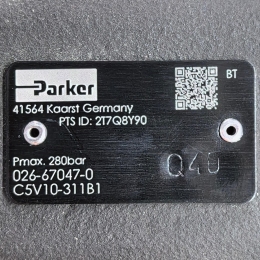 Parker
BT
41564 Kaarst Germany
PTS ID: 2T7Q8Y90
Pmax. 280bar
026-67047-0
C5V10-311B1
Q40